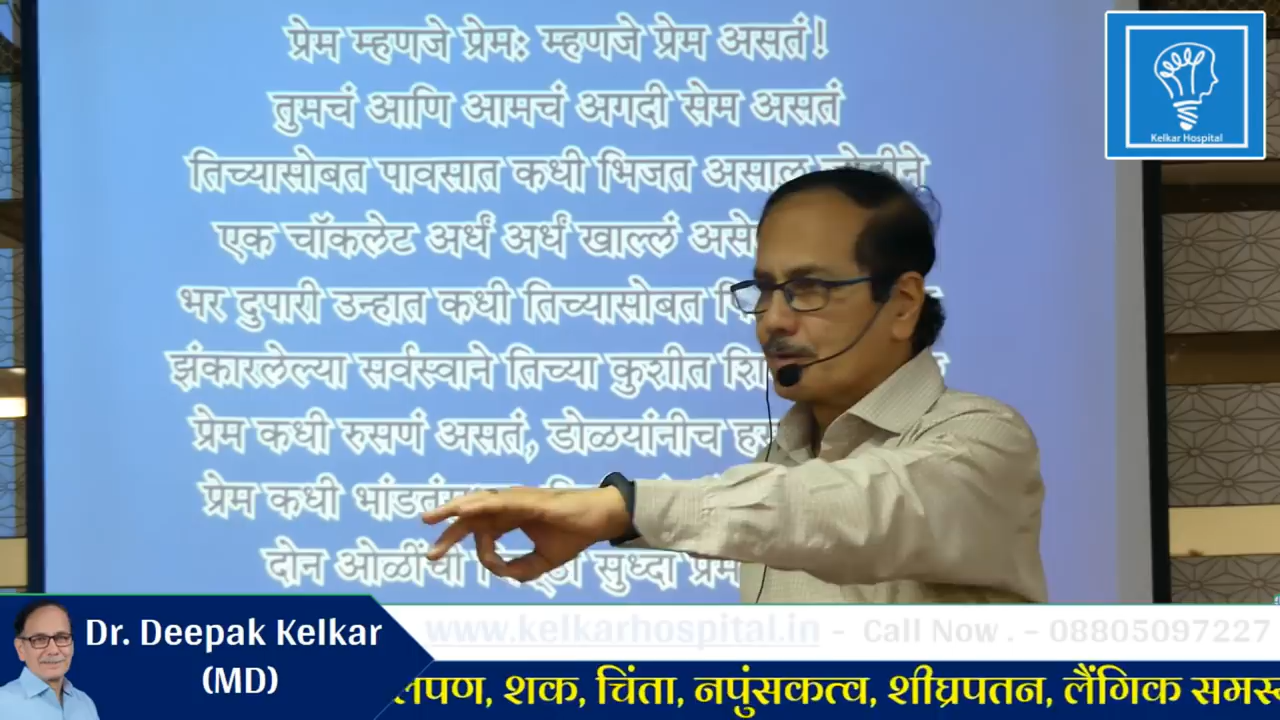 प्रेम म्हणजे प्रेम: म्हणजे प्रेम असतं!
तुमचं आणि आमचं अगदी सेम असतं
तिच्यासोबत पावसात कधी भिजत असाल
एक चॉकलेट अर्धं अर्धं खाल्लं
भर दुपारी उन्हात कधी तिच्यासोबत
झंकारलेल्या सर्वस्वाने तिच्या कुशीत
प्रेम कधी रुसणं असतं, डोळयांनीच
प्रेम कधी
दोन ओळींची सुध्दा प्रेम
Kelkar Hospital
Dr. Deepak Kelkar
(MD)
www.kelkarhospital.in - Call Now . - 08805097227
शक, चिंता, नपुंसकत्व, शीघ्रपतन, लैंगिक